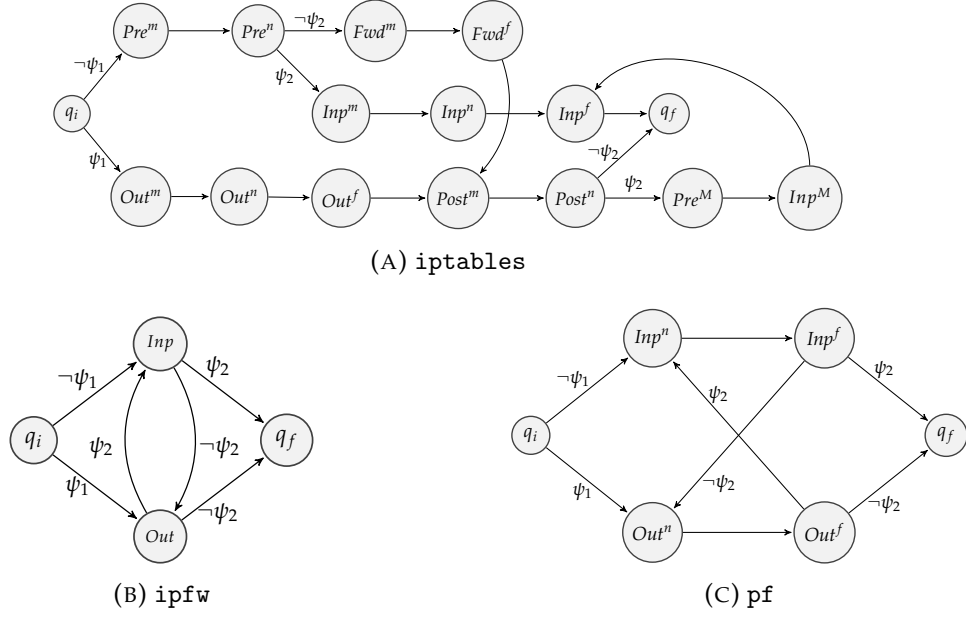 Pre^m Pre^n ¬ψ₂ Fwd^m Fwd^f
¬ψ₁ ψ₂
q_i Inp^m Inp^n Inp^f q_f
ψ₁ ¬ψ₂
Out^m Out^n Out^f Post^m Post^n ψ₂ Pre^M Inp^M
(A) iptables
Inp
¬ψ₁ ψ₂
q_i ψ₂ ¬ψ₂ q_f
ψ₁ ¬ψ₂
Out
(B) ipfw
Inp^n Inp^f
¬ψ₁ ψ₂ ψ₂
q_i q_f
ψ₁ ¬ψ₂ ¬ψ₂
Out^n Out^f
(C) pf